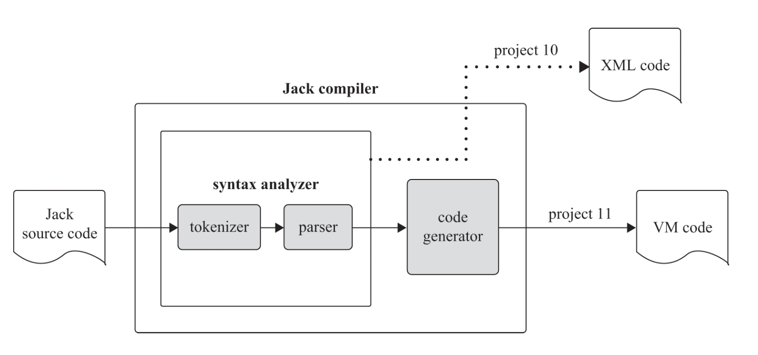 project 10
XML code
Jack compiler
syntax analyzer
Jack
source code
tokenizer
parser
code
generator
project 11
VM code